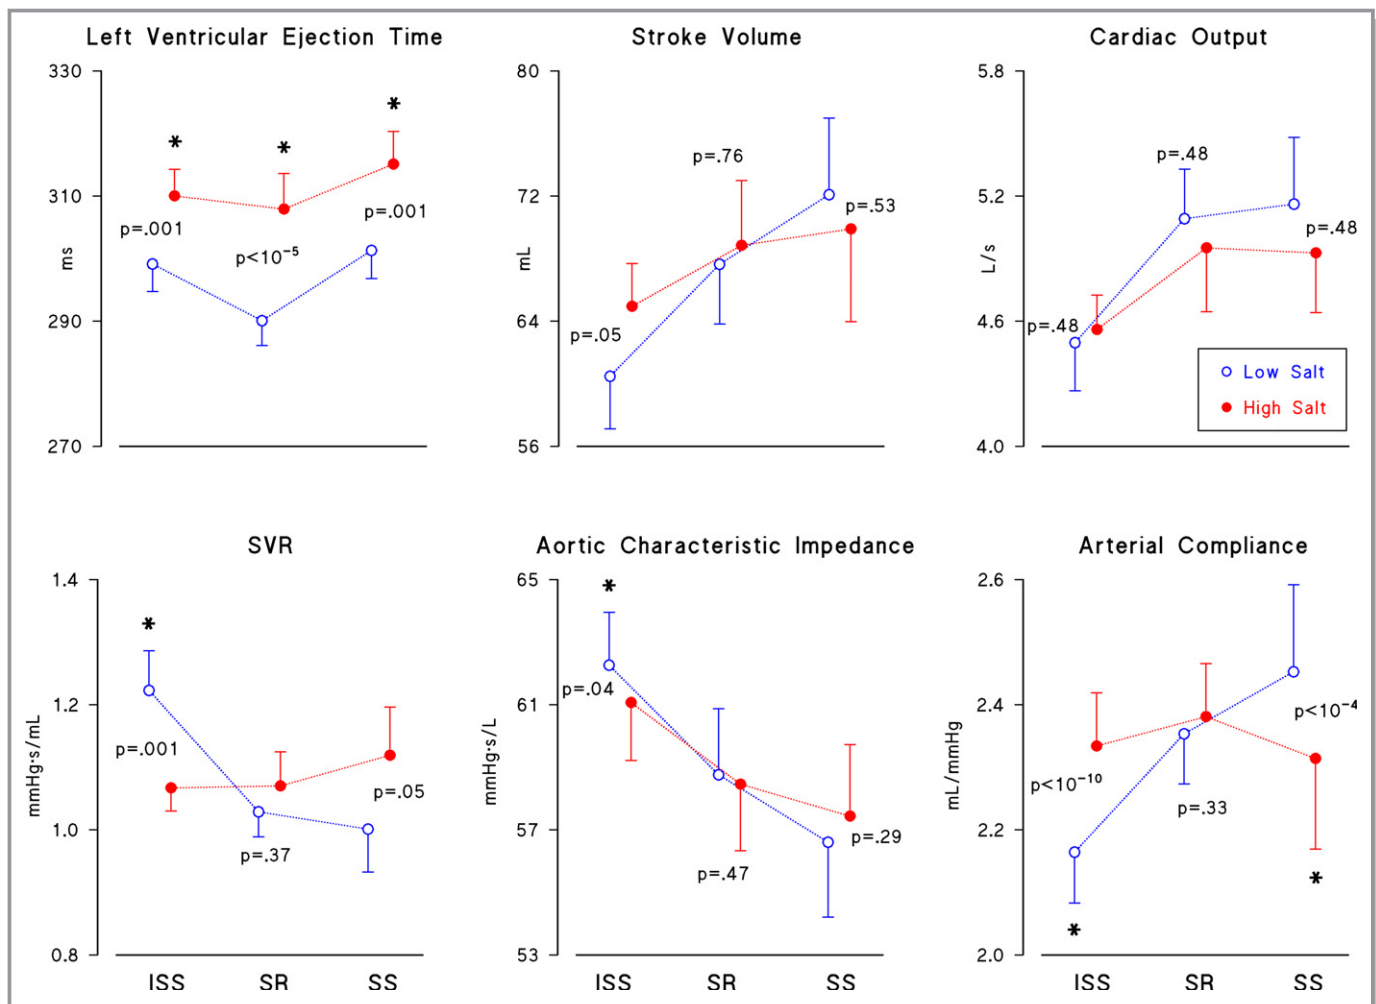 Left Ventricular Ejection Time
330
310
290
270
ms
*
*
*
p=.001
p<10-5
p=.001
Stroke Volume
80
72
64
56
mL
p=.05
p=.76
p=.53
Cardiac Output
5.8
5.2
4.6
4.0
L/s
p=.48
p=.48
p=.48
Low Salt
High Salt
SVR
1.4
1.2
1.0
0.8
mmHg·s/mL
*
p=.001
p=.37
p=.05
ISS SR SS
Aortic Characteristic Impedance
65
61
57
53
mmHg·s/L
*
p=.04
p=.47
p=.29
ISS SR SS
Arterial Compliance
2.6
2.4
2.2
2.0
mL/mmHg
p<10-10
p=.33
p<10-4
*
*
ISS SR SS